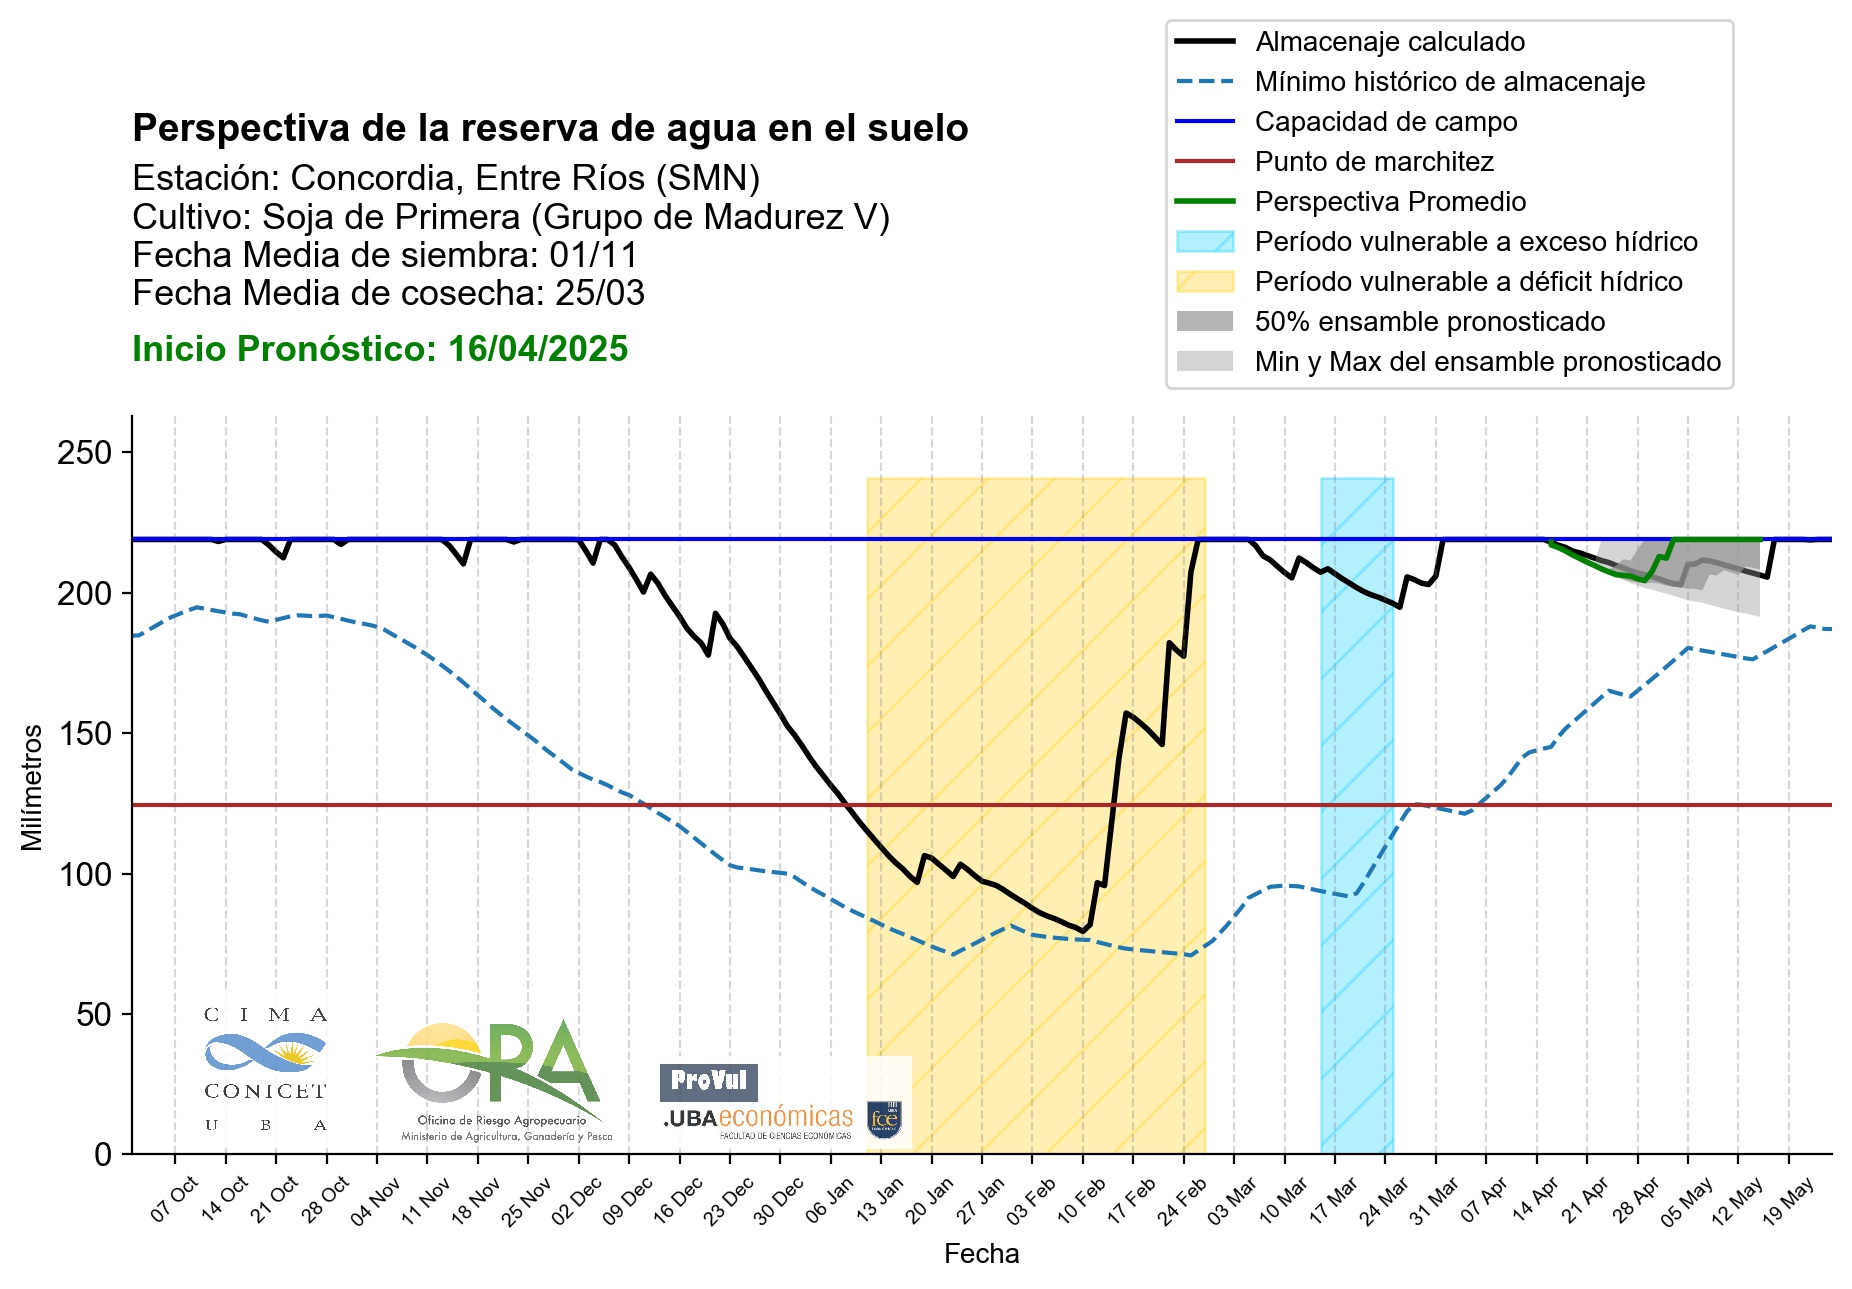 Almacenaje calculado
Mínimo histórico de almacenaje
Capacidad de campo
Punto de marchitez
Perspectiva Promedio
Período vulnerable a exceso hídrico
Período vulnerable a déficit hídrico
50% ensamble pronosticado
Min y Max del ensamble pronosticado
Perspectiva de la reserva de agua en el suelo
Estación: Concordia, Entre Ríos (SMN)
Cultivo: Soja de Primera (Grupo de Madurez V)
Fecha Media de siembra: 01/11
Fecha Media de cosecha: 25/03
Inicio Pronóstico: 16/04/2025
250
200
150
100
50
0
Milímetros
CIMA
CONICET
UBA
ORA
Oficina de Riesgo Agropecuario
Ministerio de Agricultura, Ganadería y Pesca
ProVul
.UBAeconómicas
FACULTAD DE CIENCIAS ECONÓMICAS
UBA
fce
07 Oct
14 Oct
21 Oct
28 Oct
04 Nov
11 Nov
18 Nov
25 Nov
02 Dec
09 Dec
16 Dec
23 Dec
30 Dec
06 Jan
13 Jan
20 Jan
27 Jan
03 Feb
10 Feb
17 Feb
24 Feb
03 Mar
10 Mar
17 Mar
24 Mar
31 Mar
07 Apr
14 Apr
21 Apr
28 Apr
05 May
12 May
19 May
Fecha